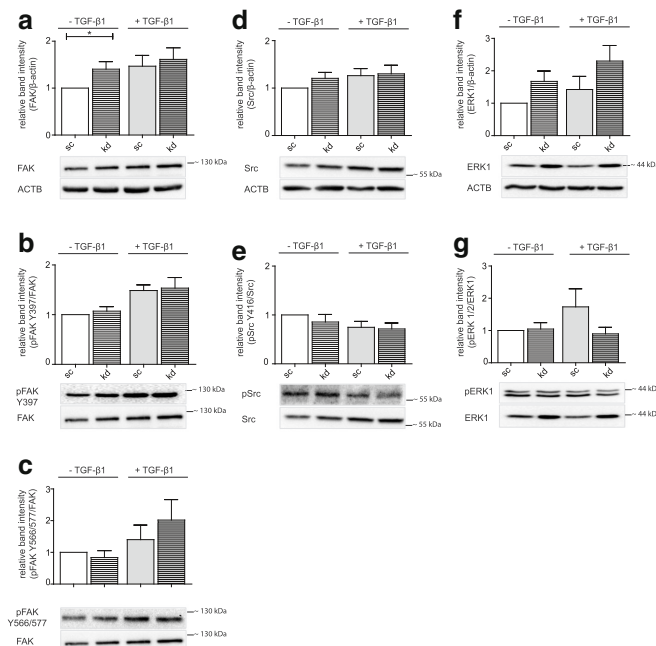 a
- TGF-β1
+ TGF-β1
*
relative band intensity
(FAK/β-actin)
2
1
0
sc
kd
sc
kd
FAK
~ 130 kDa
ACTB
b
- TGF-β1
+ TGF-β1
relative band intensity
(pFAK Y397/FAK)
2
1
0
sc
kd
sc
kd
pFAK
Y397
~ 130 kDa
FAK
~ 130 kDa
c
- TGF-β1
+ TGF-β1
relative band intensity
(pFAK Y566/577/FAK)
3
2
1
0
pFAK
Y566/577
~ 130 kDa
FAK
~ 130 kDa
d
- TGF-β1
+ TGF-β1
relative band intensity
(Src/β-actin)
2
1
0
sc
kd
sc
kd
Src
~ 55 kDa
ACTB
e
- TGF-β1
+ TGF-β1
relative band intensity
(pSrc Y416/Src)
2
1
0
sc
kd
sc
kd
pSrc
~ 55 kDa
Src
~ 55 kDa
f
- TGF-β1
+ TGF-β1
relative band intensity
(ERK1/β-actin)
3
2
1
0
sc
kd
sc
kd
ERK1
~ 44 kDa
ACTB
g
- TGF-β1
+ TGF-β1
relative band intensity
(pERK 1/2/ERK1)
3
2
1
0
sc
kd
sc
kd
pERK1
~ 44 kDa
ERK1
~ 44 kDa